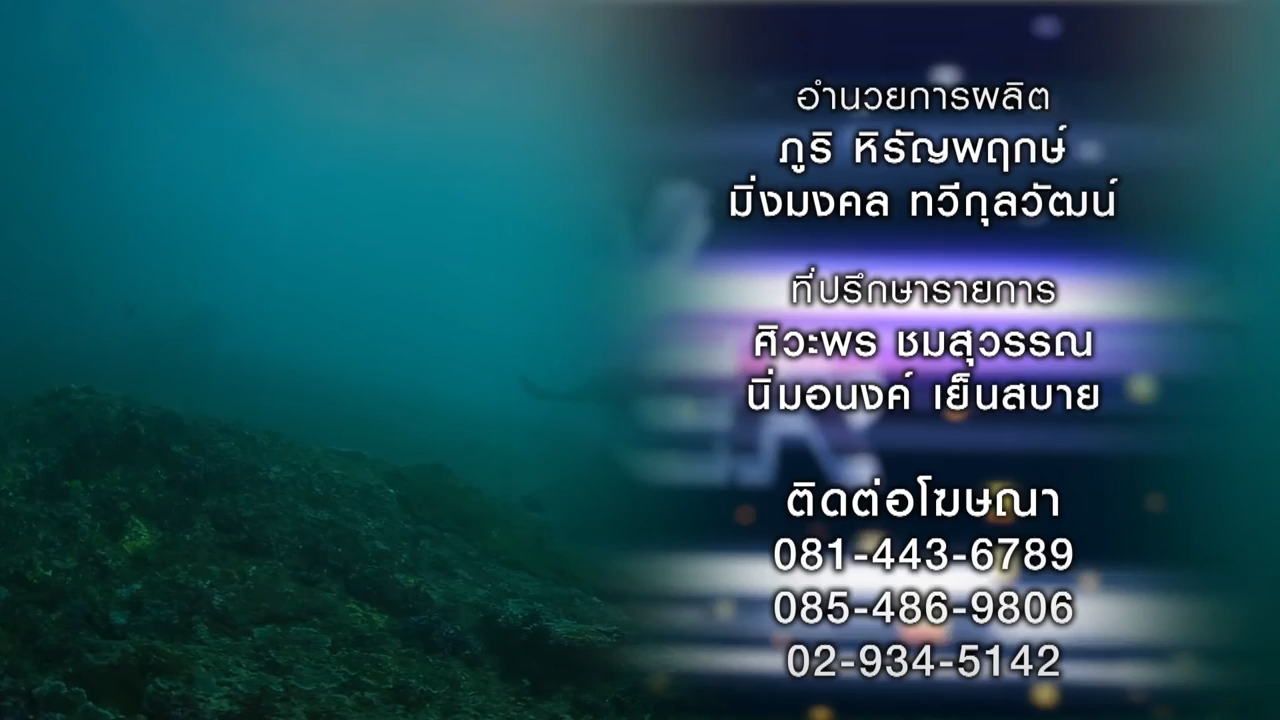 อำนวยการผลิต
ภูริ หิรัญพฤกษ์
มิ่งมงคล ทวีกุลวัฒน์
ที่ปรึกษารายการ
ศิวะพร ชมสุวรรณ
นิ่มอนงค์ เย็นสบาย
ติดต่อโฆษณา
081-443-6789
085-486-9806
02-934-5142